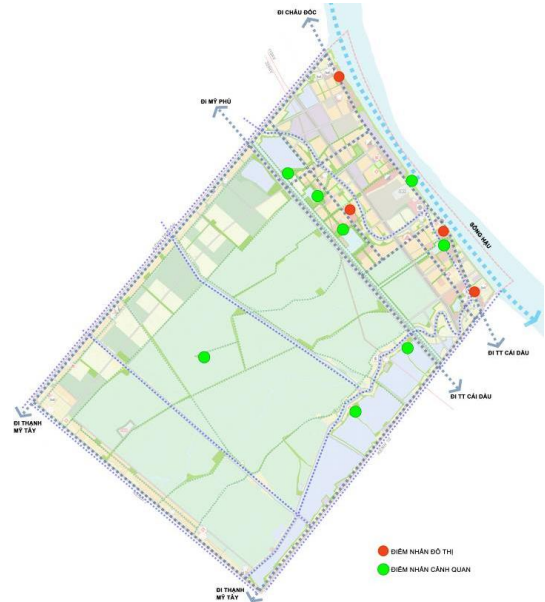 ĐI CHÂU ĐỐC
ĐI MỸ PHÚ
SÔNG HẬU
ĐI TT CÁI DẦU
ĐI TT CÁI DẦU
ĐI THẠNH
MỸ TÂY
ĐIỂM NHẤN ĐÔ THỊ
ĐIỂM NHẤN CẢNH QUAN
ĐI THẠNH
MỸ TÂY